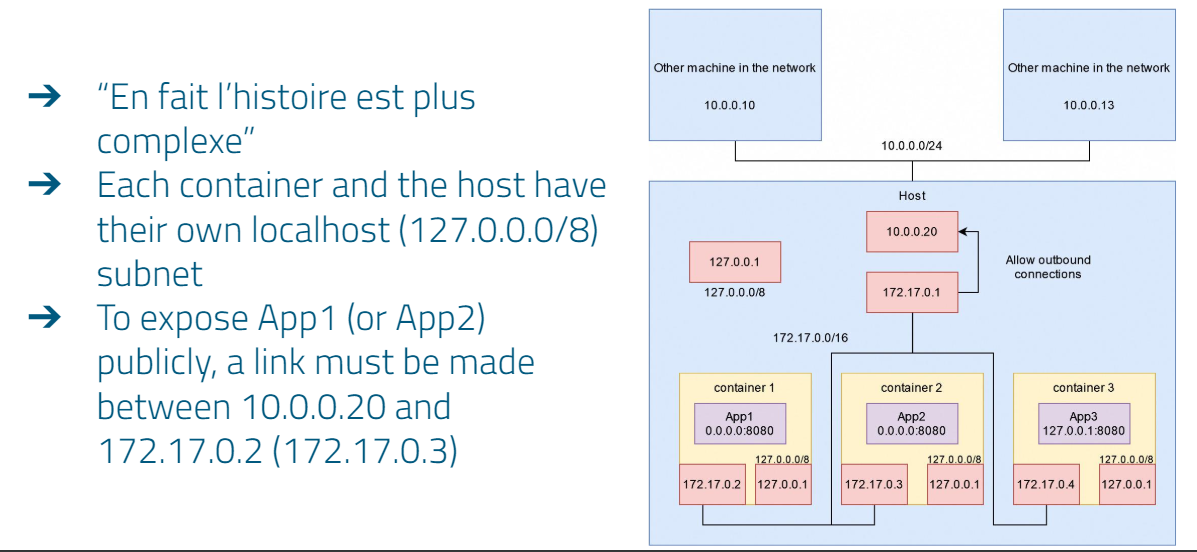 ➔ “En fait l’histoire est plus
complexe”
➔ Each container and the host have
their own localhost (127.0.0.0/8)
subnet
➔ To expose App1 (or App2)
publicly, a link must be made
between 10.0.0.20 and
172.17.0.2 (172.17.0.3)
Other machine in the network
10.0.0.10
Other machine in the network
10.0.0.13
10.0.0.0/24
Host
10.0.0.20
127.0.0.1
127.0.0.0/8
Allow outbound
connections
172.17.0.1
172.17.0.0/16
container 1
App1
0.0.0.0:8080
127.0.0.0/8
172.17.0.2
127.0.0.1
container 2
App2
0.0.0.0:8080
127.0.0.0/8
172.17.0.3
127.0.0.1
container 3
App3
127.0.0.1:8080
127.0.0.0/8
172.17.0.4
127.0.0.1